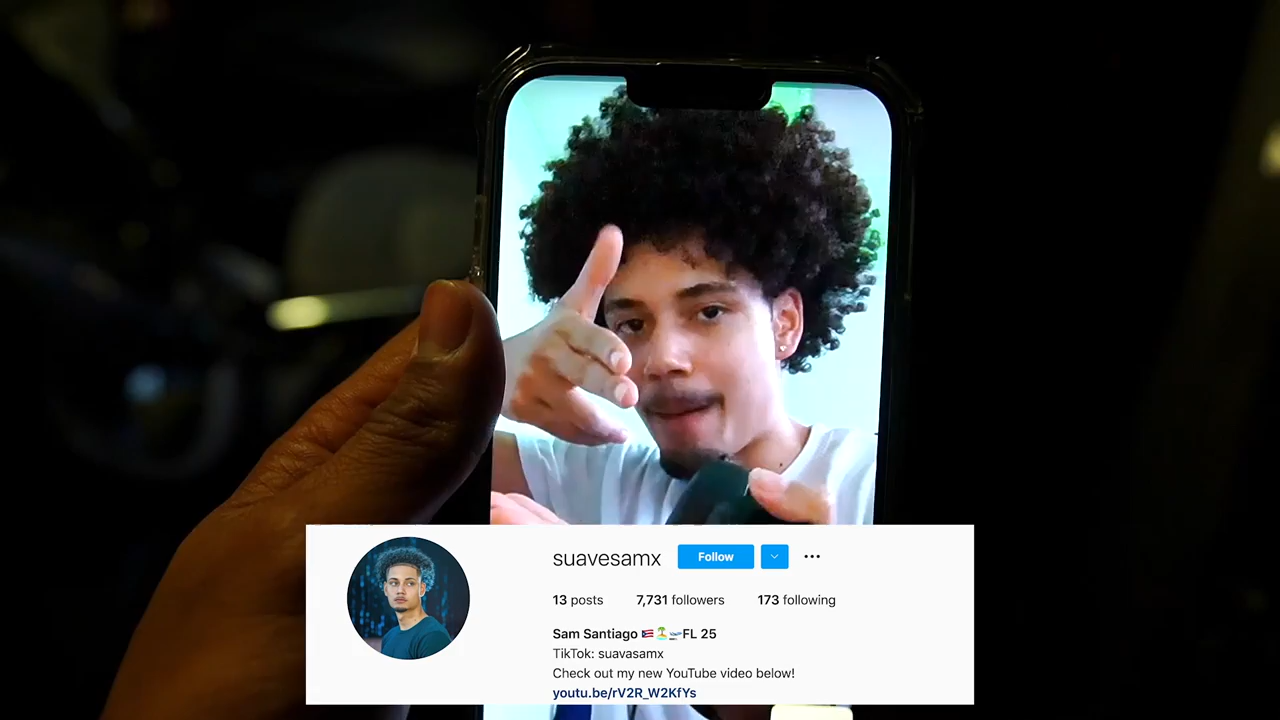 suavesamx Follow
13 posts 7,731 followers 173 following
Sam Santiago 🇵🇷🏝️🛫FL 25
TikTok: suavasamx
Check out my new YouTube video below!
youtu.be/rV2R_W2KfYs